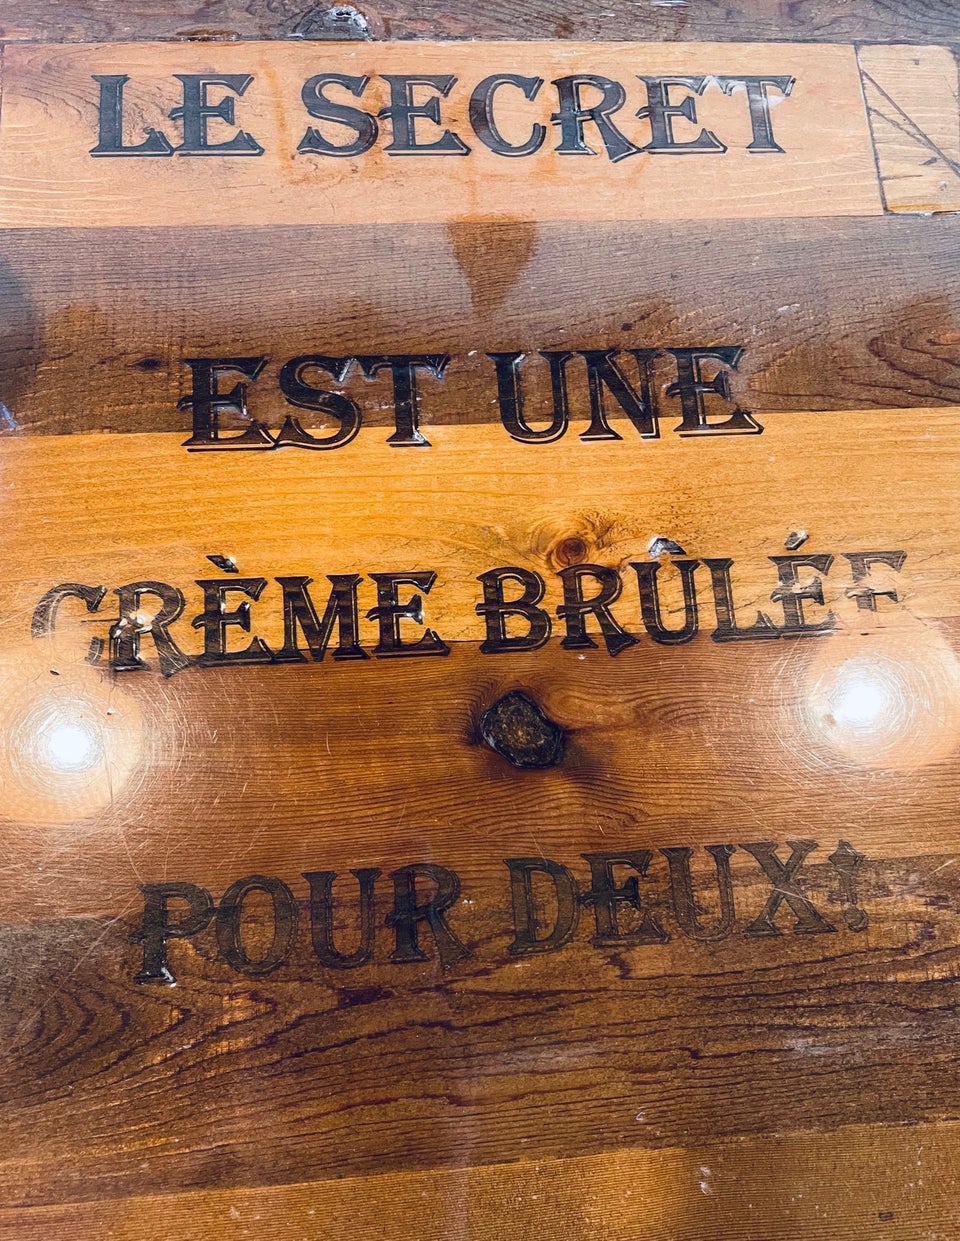 LE SECRET
EST UNE
CRÈME BRÛLÉE
POUR DEUX!